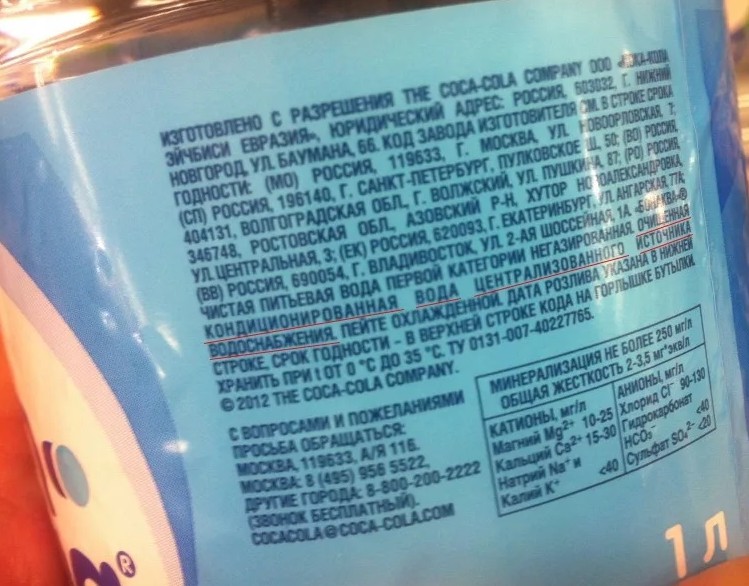 ИЗГОТОВЛЕНО С РАЗРЕШЕНИЯ THE COCA-COLA COMPANY ООО «КОКА-КОЛА
ЭЙЧБИСИ ЕВРАЗИЯ», ЮРИДИЧЕСКИЙ АДРЕС: РОССИЯ, 603032, Г. НИЖНИЙ
НОВГОРОД, УЛ. БАУМАНА, 66. КОД ЗАВОДА ИЗГОТОВИТЕЛЯ СМ. В СТРОКЕ СРОКА
ГОДНОСТИ: (МО) РОССИЯ, 119633, Г. МОСКВА, УЛ. НОВООРЛОВСКАЯ, 7;
(СП) РОССИЯ, 196140, Г. САНКТ-ПЕТЕРБУРГ, ПУЛКОВСКОЕ Ш., 50; (ВО) РОССИЯ,
404131, ВОЛГОГРАДСКАЯ ОБЛ., Г. ВОЛЖСКИЙ, УЛ. ПУШКИНА, 87; (РО) РОССИЯ,
346748, РОСТОВСКАЯ ОБЛ., АЗОВСКИЙ Р-Н, ХУТОР НОВОАЛЕКСАНДРОВКА,
УЛ. ЦЕНТРАЛЬНАЯ, 3; (ЕК) РОССИЯ, 620093, Г. ЕКАТЕРИНБУРГ, УЛ. АНГАРСКАЯ, 77А;
(ВВ) РОССИЯ, 690054, Г. ВЛАДИВОСТОК, УЛ. 2-АЯ ШОССЕЙНАЯ, 1А. «БОНАКВА»®
ЧИСТАЯ ПИТЬЕВАЯ ВОДА ПЕРВОЙ КАТЕГОРИИ НЕГАЗИРОВАННАЯ. ОЧИЩЕННАЯ
КОНДИЦИОНИРОВАННАЯ ВОДА ЦЕНТРАЛИЗОВАННОГО ИСТОЧНИКА
ВОДОСНАБЖЕНИЯ. ПЕЙТЕ ОХЛАЖДЕННОЙ. ДАТА РОЗЛИВА УКАЗАНА В НИЖНЕЙ
СТРОКЕ, СРОК ГОДНОСТИ - В ВЕРХНЕЙ СТРОКЕ КОДА НА ГОРЛЫШКЕ БУТЫЛКИ.
ХРАНИТЬ ПРИ t ОТ 0 °C ДО 35 °C. ТУ 0131-007-40227765.
© 2012 THE COCA-COLA COMPANY.
С ВОПРОСАМИ И ПОЖЕЛАНИЯМИ
ПРОСЬБА ОБРАЩАТЬСЯ:
МОСКВА, 119633, А/Я 116.
МОСКВА: 8 (495) 956 5522,
ДРУГИЕ ГОРОДА: 8-800-200-2222
(ЗВОНОК БЕСПЛАТНЫЙ).
COCACOLA@COCA-COLA.COM
МИНЕРАЛИЗАЦИЯ НЕ БОЛЕЕ 250 мг/л
ОБЩАЯ ЖЕСТКОСТЬ 2-3,5 мг*экв/л
КАТИОНЫ, мг/л
Магний Mg²⁺ 10-25
Кальций Ca²⁺ 15-30
Натрий Na⁺ и
Калий K⁺ <40
АНИОНЫ, мг/л
Хлорид Cl⁻ 90-130
Гидрокарбонат
HCO₃⁻ <40
Сульфат SO₄²⁻ <20
1 Л
®